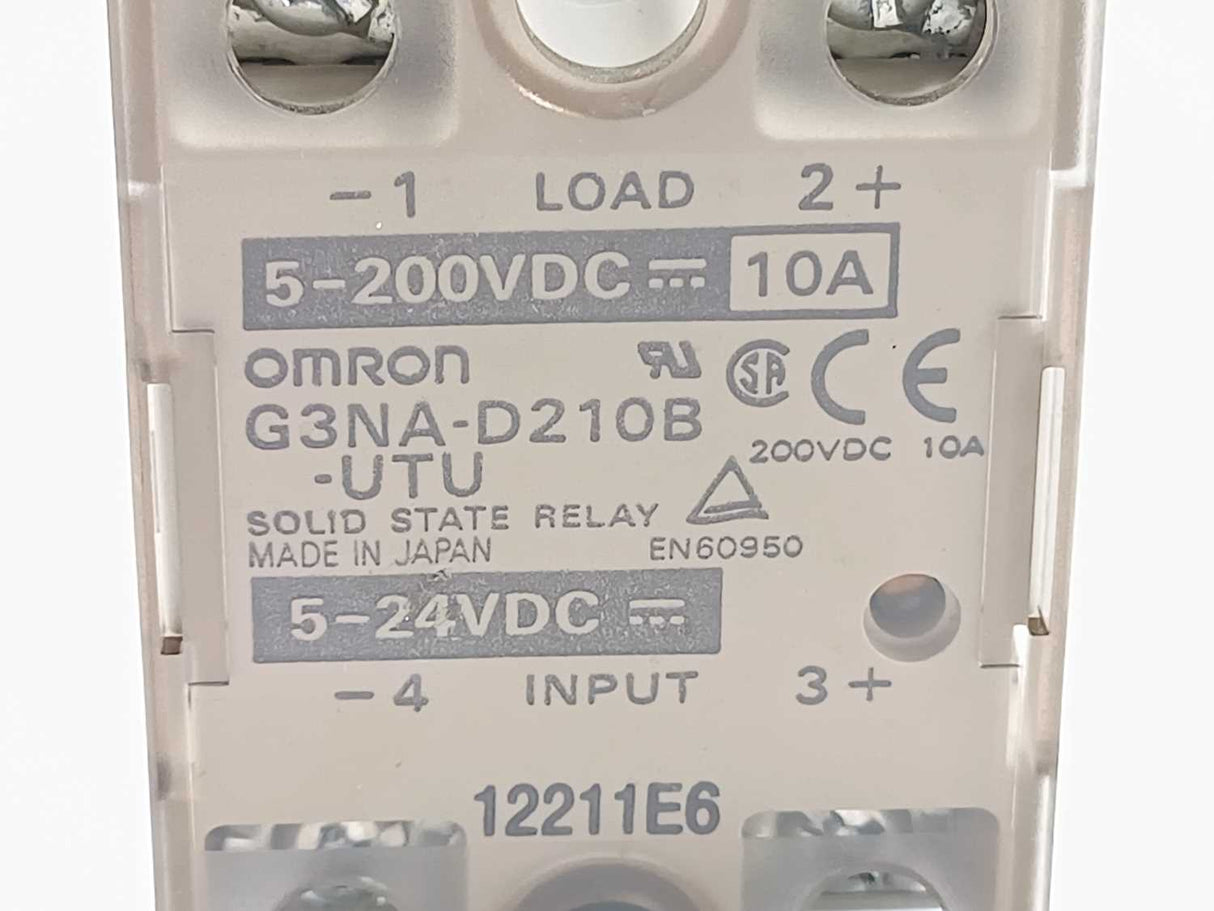 -1 LOAD 2+
5-200VDC 10A
OMRON
G3NA-D210B
-UTU
200VDC 10A
SOLID STATE RELAY
MADE IN JAPAN EN60950
5-24VDC
-4 INPUT 3+
12211E6